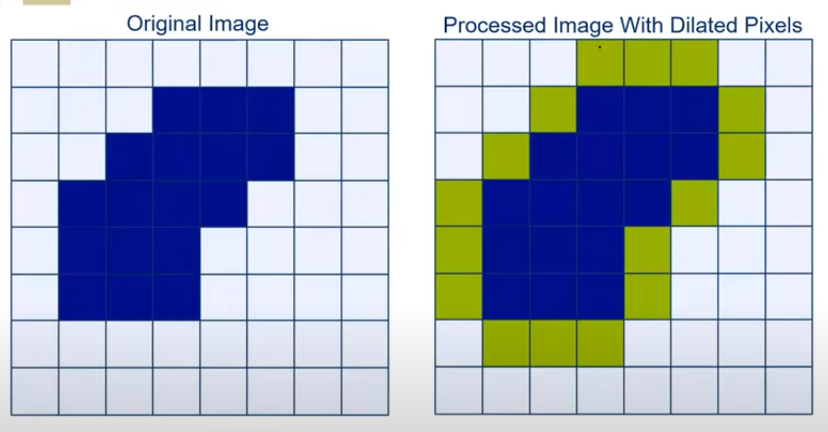 Original Image
Processed Image With Dilated Pixels